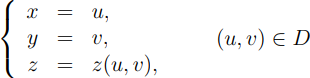 x = u,
y = v, (u, v) ∈ D
z = z(u, v),